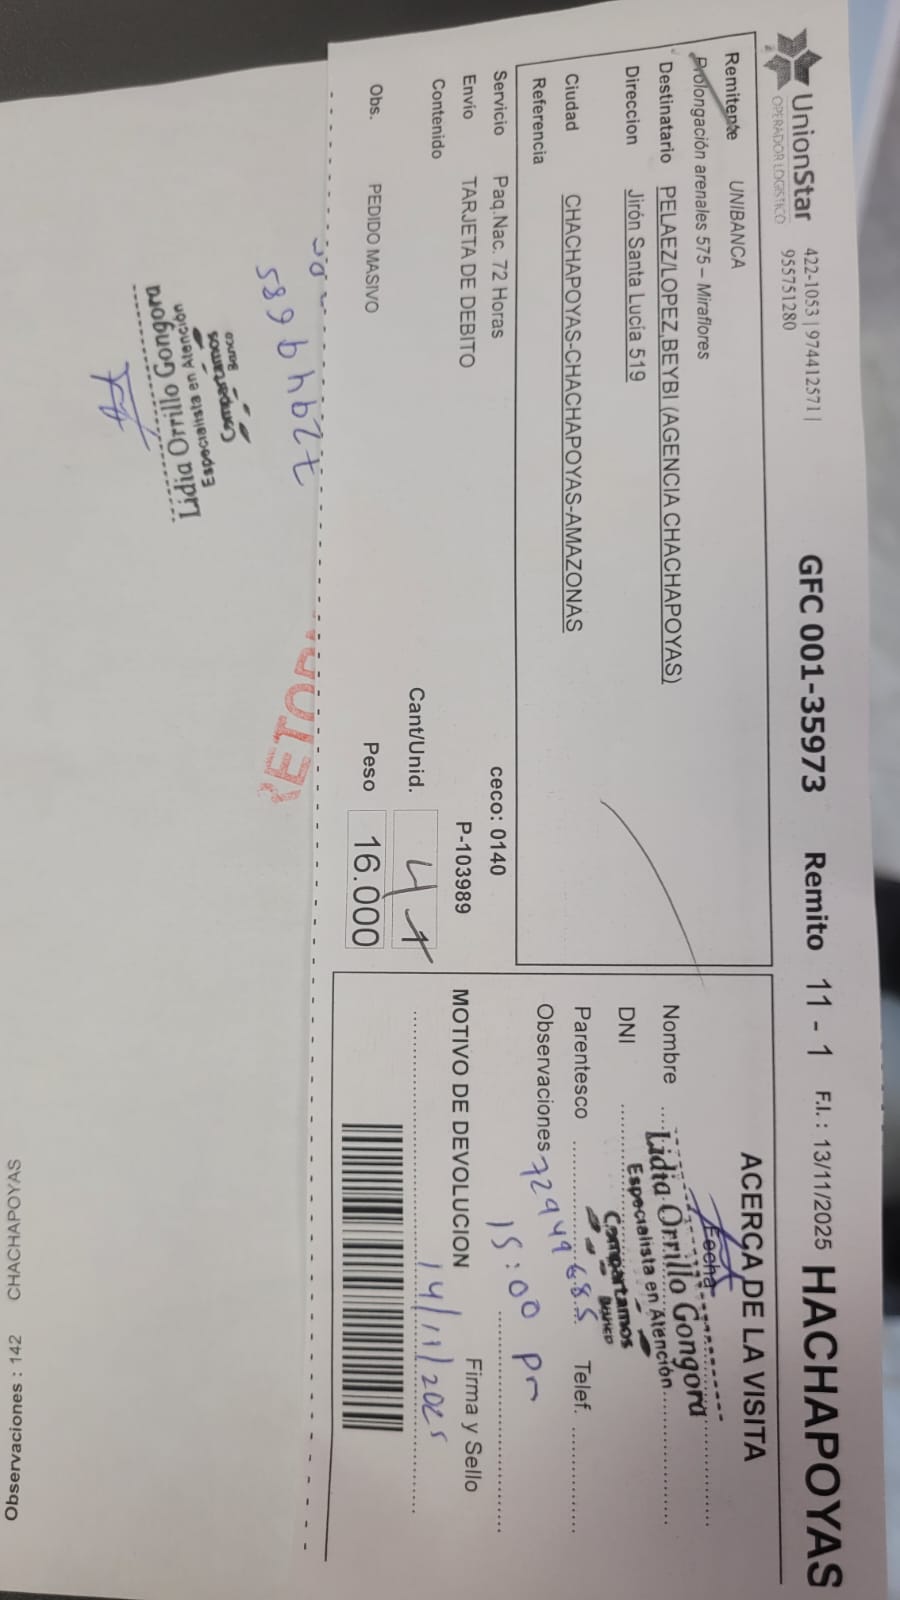 UnionStar
OPERADOR LOGISTICO
422-1053 | 974412571 |
955751280
GFC 001-35973 Remito 11 - 1 F.I. : 13/11/2025 HACHAPOYAS
Remitente UNIBANCA
Prolongación arenales 575 – Miraflores
Destinatario PELAEZ/LOPEZ,BEYBI (AGENCIA CHACHAPOYAS)
Direccion Jirón Santa Lucia 519
Ciudad CHACHAPOYAS-CHACHAPOYAS-AMAZONAS
Referencia
Servicio Paq.Nac. 72 Horas ceco: 0140
Envío TARJETA DE DEBITO P-103989
Contenido Cant/Unid. 4
Obs. PEDIDO MASIVO Peso 16.000
ACERCA DE LA VISITA
Fecha
Nombre Lidia Orrillo Gongora
Especialista en Atención
DNI
Compartamos
Banco
Parentesco Telef.
Observaciones 72949685
15:00 pm
MOTIVO DE DEVOLUCION Firma y Sello
14/11/2025
72949685
Compartamos
Banco
Especialista en Atención
Lidia Orrillo Gongora
CHACHAPOYAS Observaciones : 142